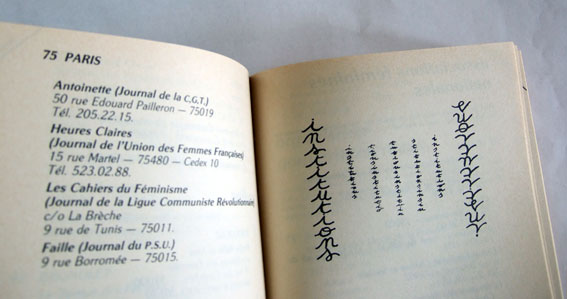 75 PARIS
Antoinette (Journal de la C.G.T.)
50 rue Edouard Pailleron — 75019
Tél. 205.22.15.
Heures Claires
(Journal de l'Union des Femmes Françaises)
15 rue Martel — 75480 — Cedex 10
Tél. 523.02.88.
Les Cahiers du Féminisme
(Journal de la Ligue Communiste Révolutionnaire
c/o La Brèche
9 rue de Tunis — 75011.
Faille (Journal du P.S.U.)
9 rue Borromée — 75015.
institutions